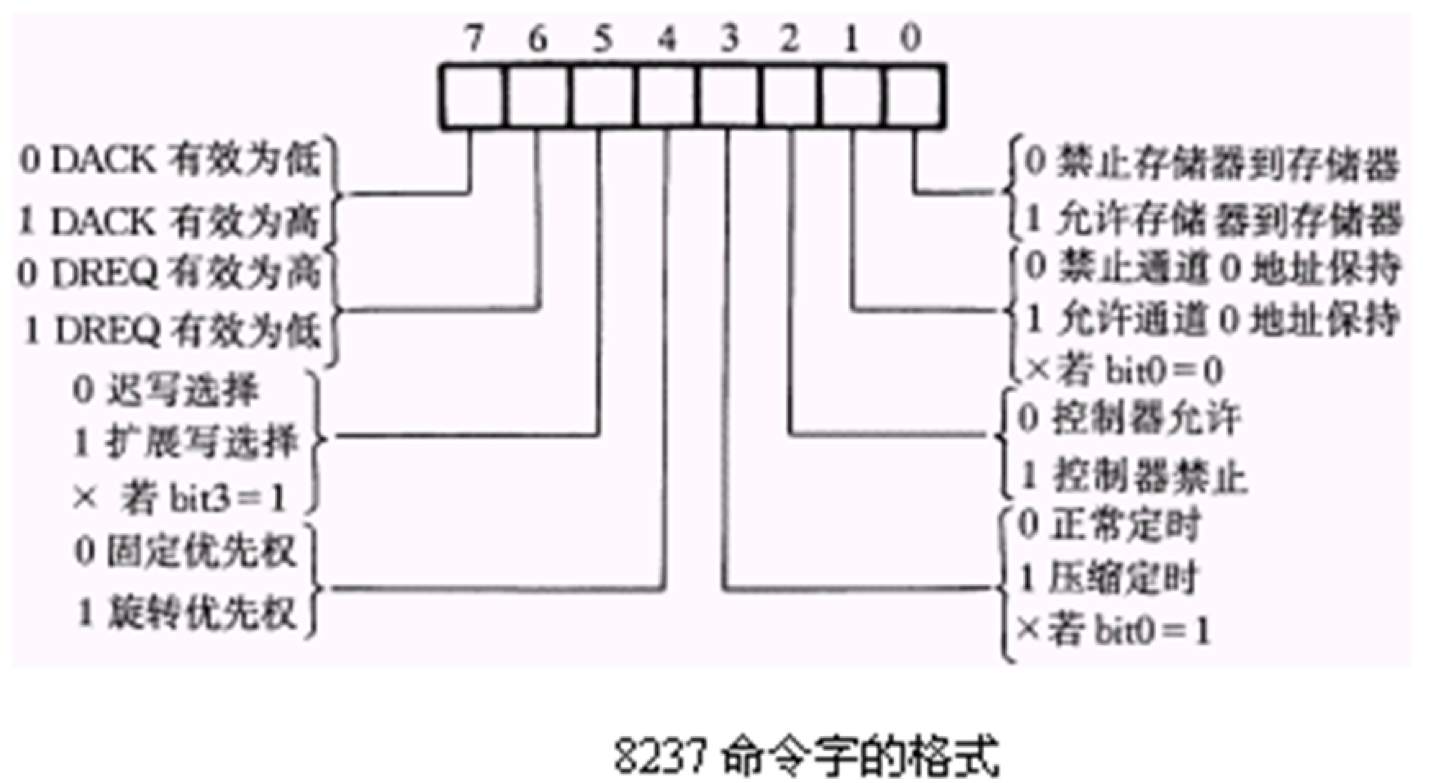 7 6 5 4 3 2 1 0
0 DACK 有效为低
1 DACK 有效为高
0 DREQ 有效为高
1 DREQ 有效为低
0 迟写选择
1 扩展写选择
× 若 bit3=1
0 固定优先权
1 旋转优先权
0 禁止存储器到存储器
1 允许存储器到存储器
0 禁止通道 0 地址保持
1 允许通道 0 地址保持
×若 bit0=0
0 控制器允许
1 控制器禁止
0 正常定时
1 压缩定时
×若 bit0=1
8237 命令字的格式